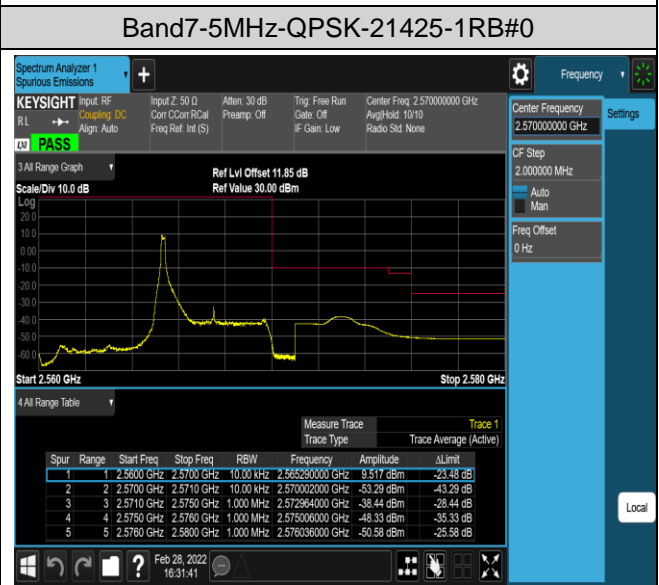 Band7-5MHz-QPSK-21425-1RB#0
Spectrum Analyzer 1
Spurious Emissions
+
Frequency
KEYSIGHT
RL
Input: RF
Coupling: DC
Align: Auto
Input Z: 50 Ω
Corr CCorr RCal
Freq Ref: Int (S)
Atten: 30 dB
Preamp: Off
Trig: Free Run
Gate: Off
IF Gain: Low
Center Freq: 2.570000000 GHz
Avg|Hold: 10/10
Radio Std: None
LXI PASS
Center Frequency
2.570000000 GHz
Settings
CF Step
2.000000 MHz
Auto
Man
Freq Offset
0 Hz
3 All Range Graph
Ref Lvl Offset 11.85 dB
Scale/Div 10.0 dB
Ref Value 30.00 dBm
Log
20.0
10.0
0.00
-10.0
-20.0
-30.0
-40.0
-50.0
-60.0
Start 2.560 GHz
Stop 2.580 GHz
4 All Range Table
Measure Trace Trace 1
Trace Type Trace Average (Active)
Spur Range Start Freq Stop Freq RBW Frequency Amplitude ΔLimit
1 1 2.5600 GHz 2.5700 GHz 10.00 kHz 2.565290000 GHz 9.517 dBm -23.48 dB
2 2 2.5700 GHz 2.5710 GHz 10.00 kHz 2.570002000 GHz -53.29 dBm -43.29 dB
3 3 2.5710 GHz 2.5750 GHz 1.000 MHz 2.572964000 GHz -38.44 dBm -28.44 dB
4 4 2.5750 GHz 2.5760 GHz 1.000 MHz 2.575006000 GHz -48.33 dBm -35.33 dB
5 5 2.5760 GHz 2.5800 GHz 1.000 MHz 2.576036000 GHz -50.58 dBm -25.58 dB
Local
?
Feb 28, 2022
16:31:41